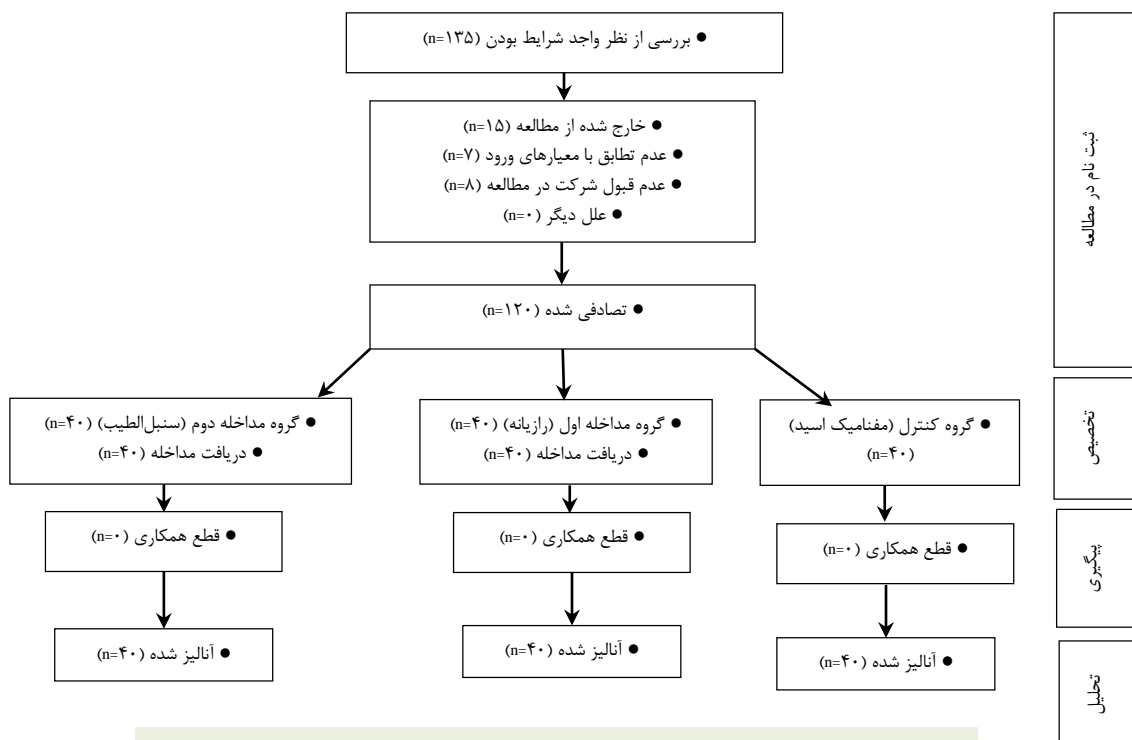 ● بررسی از نظر واجد شرایط بودن (n=۱۳۵)
● خارج شده از مطالعه (n=۱۵)
● عدم تطابق با معیارهای ورود (n=۷)
● عدم قبول شرکت در مطالعه (n=۸)
● علل دیگر (n=۰)
● تصادفی شده (n=۱۲۰)
ثبت نام در مطالعه
● گروه کنترل (مفنامیک اسید)
(n=۴۰)
● گروه مداخله اول (رازیانه) (n=۴۰)
● دریافت مداخله (n=۴۰)
● گروه مداخله دوم (سنبل‌الطیب) (n=۴۰)
● دریافت مداخله (n=۴۰)
تخصیص
● قطع همکاری (n=۰)
● قطع همکاری (n=۰)
● قطع همکاری (n=۰)
پیگیری
● آنالیز شده (n=۴۰)
● آنالیز شده (n=۴۰)
● آنالیز شده (n=۴۰)
تحلیل